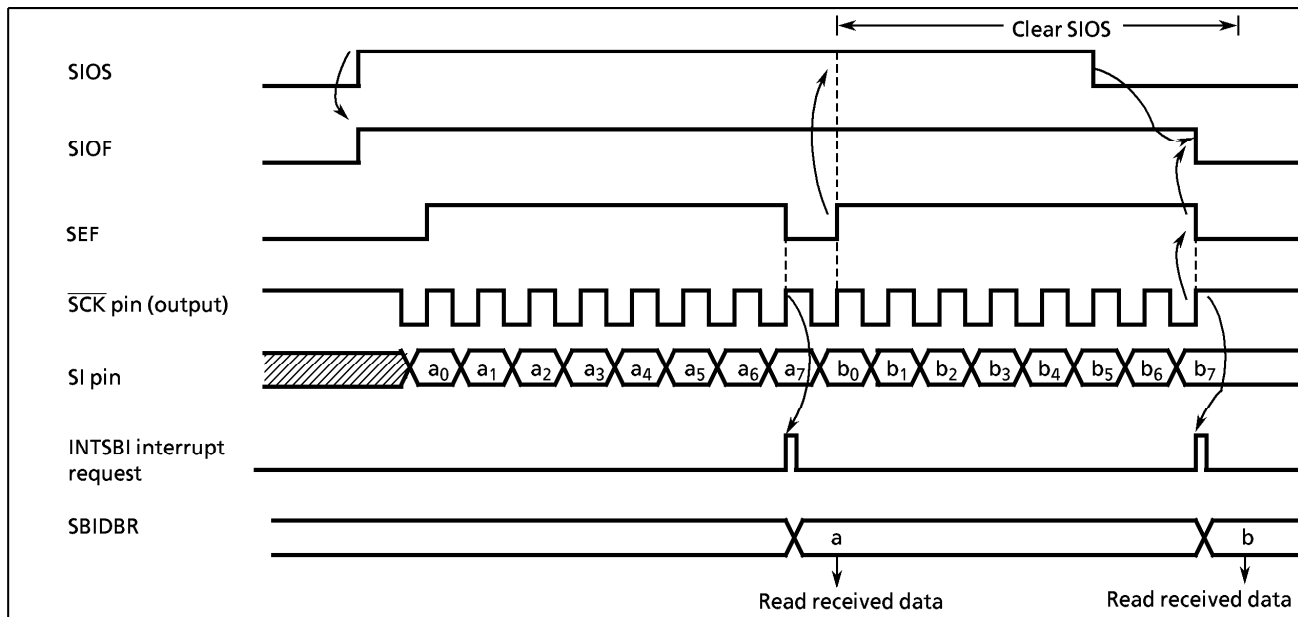 Clear SIOS
SIOS
SIOF
SEF
SCK pin (output)
SI pin
a0 a1 a2 a3 a4 a5 a6 a7 b0 b1 b2 b3 b4 b5 b6 b7
INTSBI interrupt
request
SBIDBR
a b
Read received data Read received data